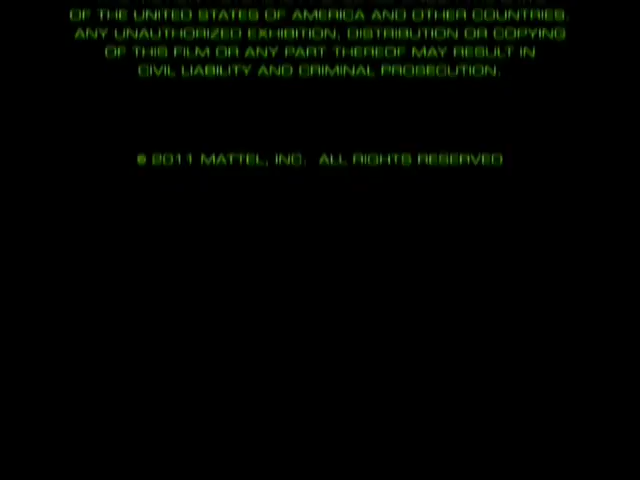 OF THE UNITED STATES OF AMERICA AND OTHER COUNTRIES.
ANY UNAUTHORIZED EXHIBITION, DISTRIBUTION OR COPYING
OF THIS FILM OR ANY PART THEREOF MAY RESULT IN
CIVIL LIABILITY AND CRIMINAL PROSECUTION.
© 2011 MATTEL, INC. ALL RIGHTS RESERVED